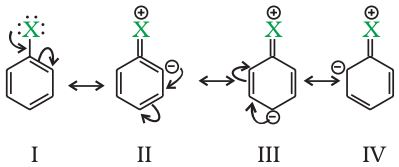 :Ẍ: ⊕ X ⊕ X ⊕ X
⊖ ⊖ ⊖
I II III IV